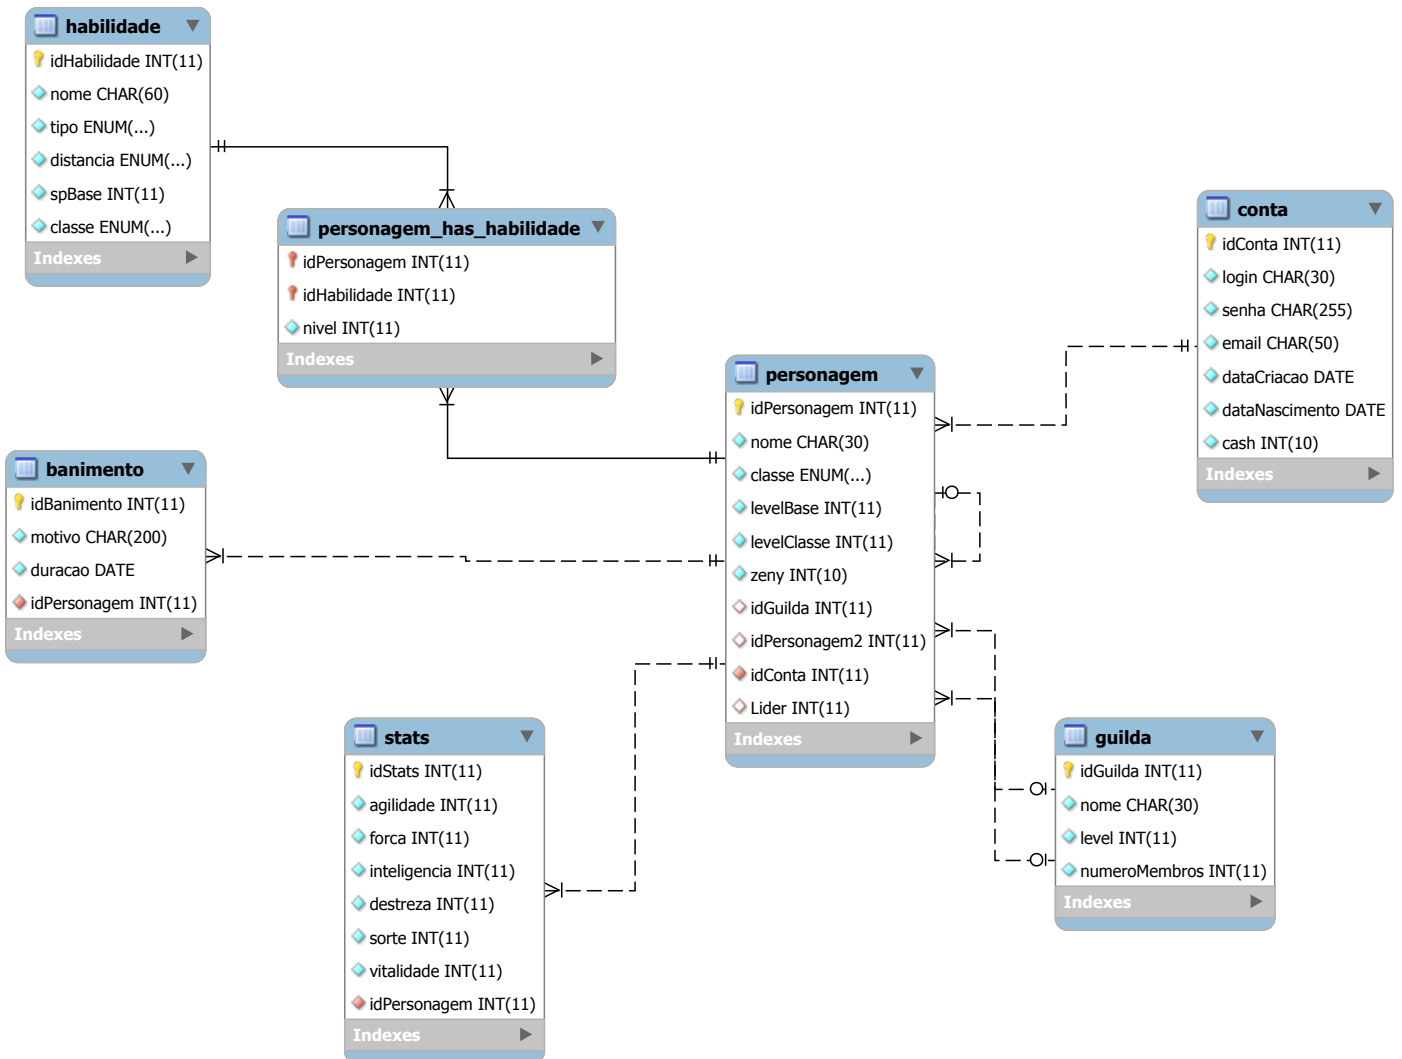 habilidade
idHabilidade INT(11)
nome CHAR(60)
tipo ENUM(...)
distancia ENUM(...)
spBase INT(11)
classe ENUM(...)
Indexes
personagem_has_habilidade
idPersonagem INT(11)
idHabilidade INT(11)
nivel INT(11)
Indexes
conta
idConta INT(11)
login CHAR(30)
senha CHAR(255)
email CHAR(50)
dataCriacao DATE
dataNascimento DATE
cash INT(10)
Indexes
personagem
idPersonagem INT(11)
nome CHAR(30)
classe ENUM(...)
levelBase INT(11)
levelClasse INT(11)
zeny INT(10)
idGuilda INT(11)
idPersonagem2 INT(11)
idConta INT(11)
Lider INT(11)
Indexes
banimento
idBanimento INT(11)
motivo CHAR(200)
duracao DATE
idPersonagem INT(11)
Indexes
stats
idStats INT(11)
agilidade INT(11)
forca INT(11)
inteligencia INT(11)
destreza INT(11)
sorte INT(11)
vitalidade INT(11)
idPersonagem INT(11)
Indexes
guilda
idGuilda INT(11)
nome CHAR(30)
level INT(11)
numeroMembros INT(11)
Indexes